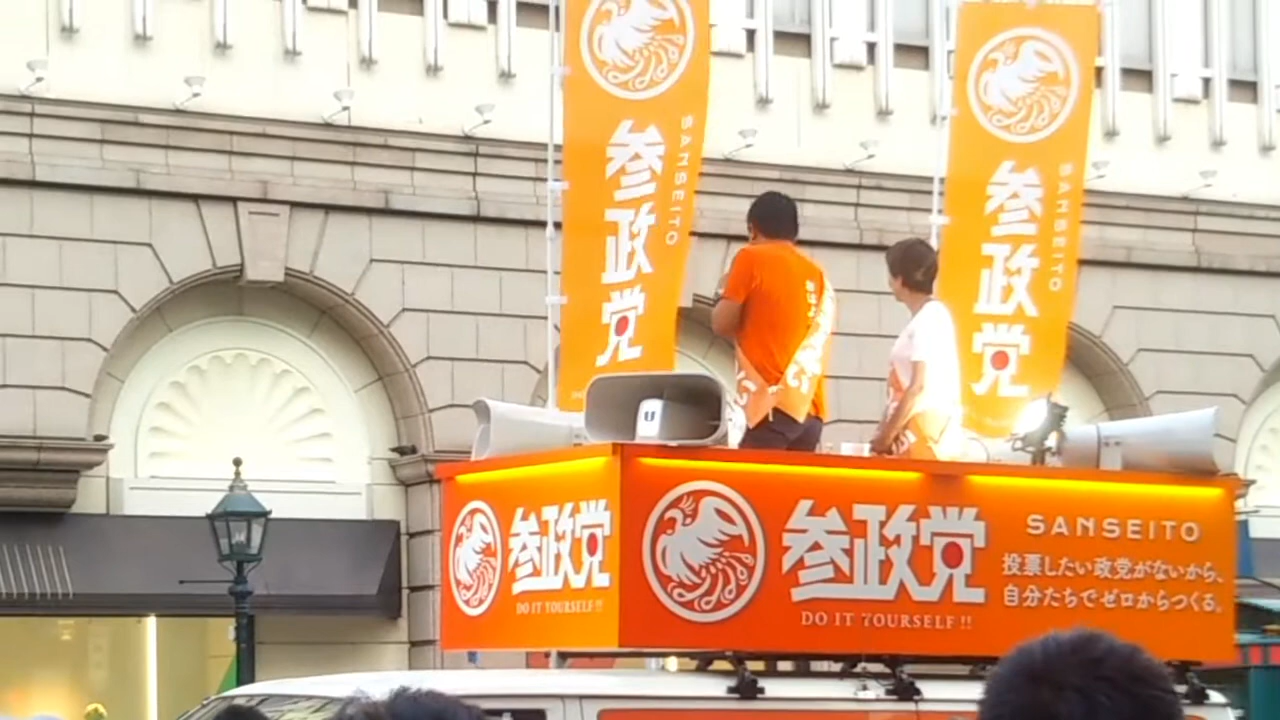 参政党
SANSEITO
参政党
SANSEITO
参政党
DO IT YOURSELF !!
参政党
DO IT 7OURSELF !!
SANSEITO
投票したい政党がないから、
自分たちでゼロからつくる。
U